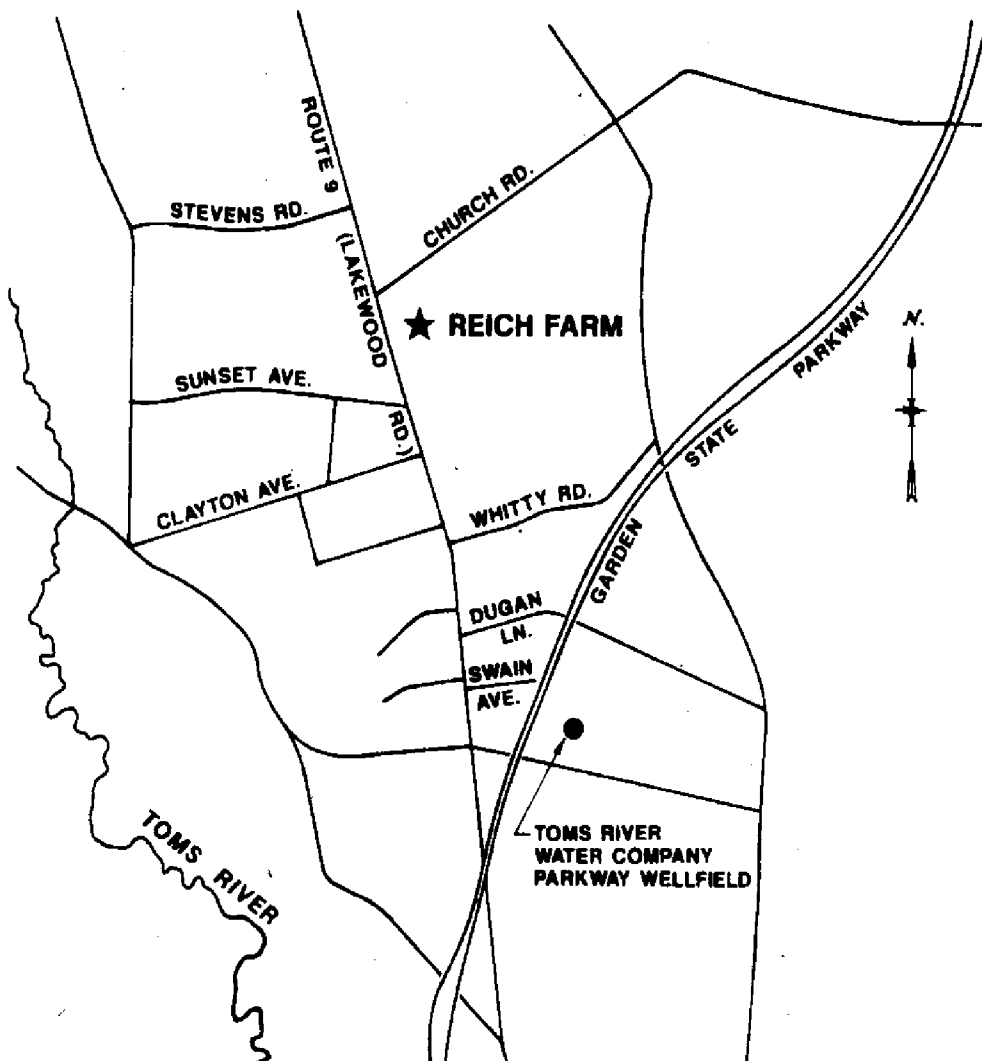 ROUTE 9
(LAKEWOOD
RD.)
STEVENS RD.
CHURCH RD.
REICH FARM
N.
PARKWAY
STATE
GARDEN
SUNSET AVE.
CLAYTON AVE.
WHITTY RD.
DUGAN
LN.
SWAIN
AVE.
TOMS RIVER
WATER COMPANY
PARKWAY WELLFIELD
TOMS RIVER